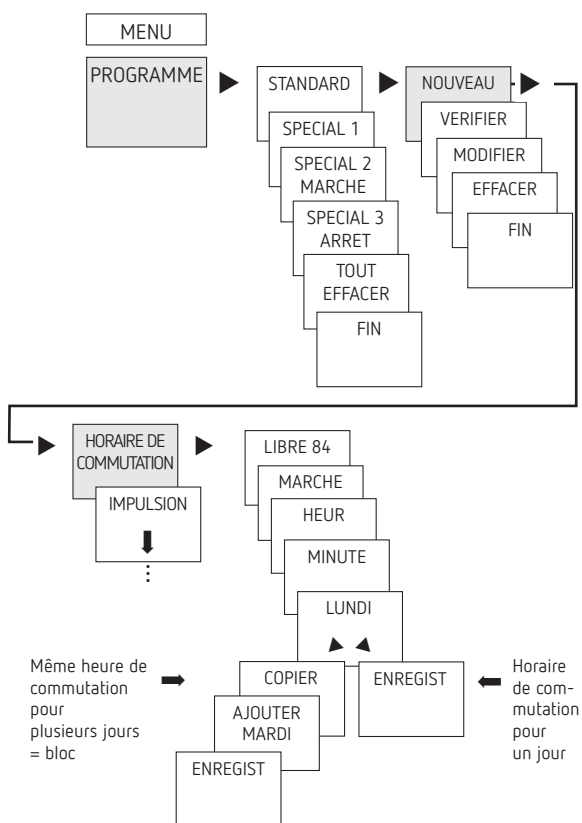 MENU
PROGRAMME
STANDARD
SPECIAL 1
SPECIAL 2
MARCHE
SPECIAL 3
ARRET
TOUT
EFFACER
FIN
NOUVEAU
VERIFIER
MODIFIER
EFFACER
FIN
HORAIRE DE
COMMUTATION
IMPULSION
LIBRE 84
MARCHE
HEUR
MINUTE
LUNDI
Même heure de
commutation
pour
plusieurs jours
= bloc
COPIER
AJOUTER
MARDI
ENREGIST
ENREGIST
Horaire
de com-
mutation
pour
un jour